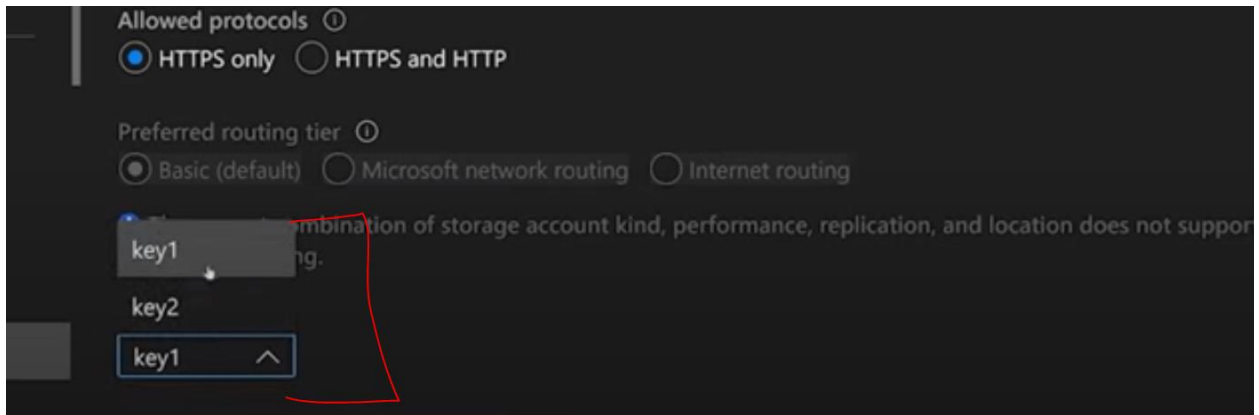 Allowed protocols
HTTPS only HTTPS and HTTP
Preferred routing tier
Basic (default) Microsoft network routing Internet routing
mbination of storage account kind, performance, replication, and location does not suppor
key1
ng.
key2
key1